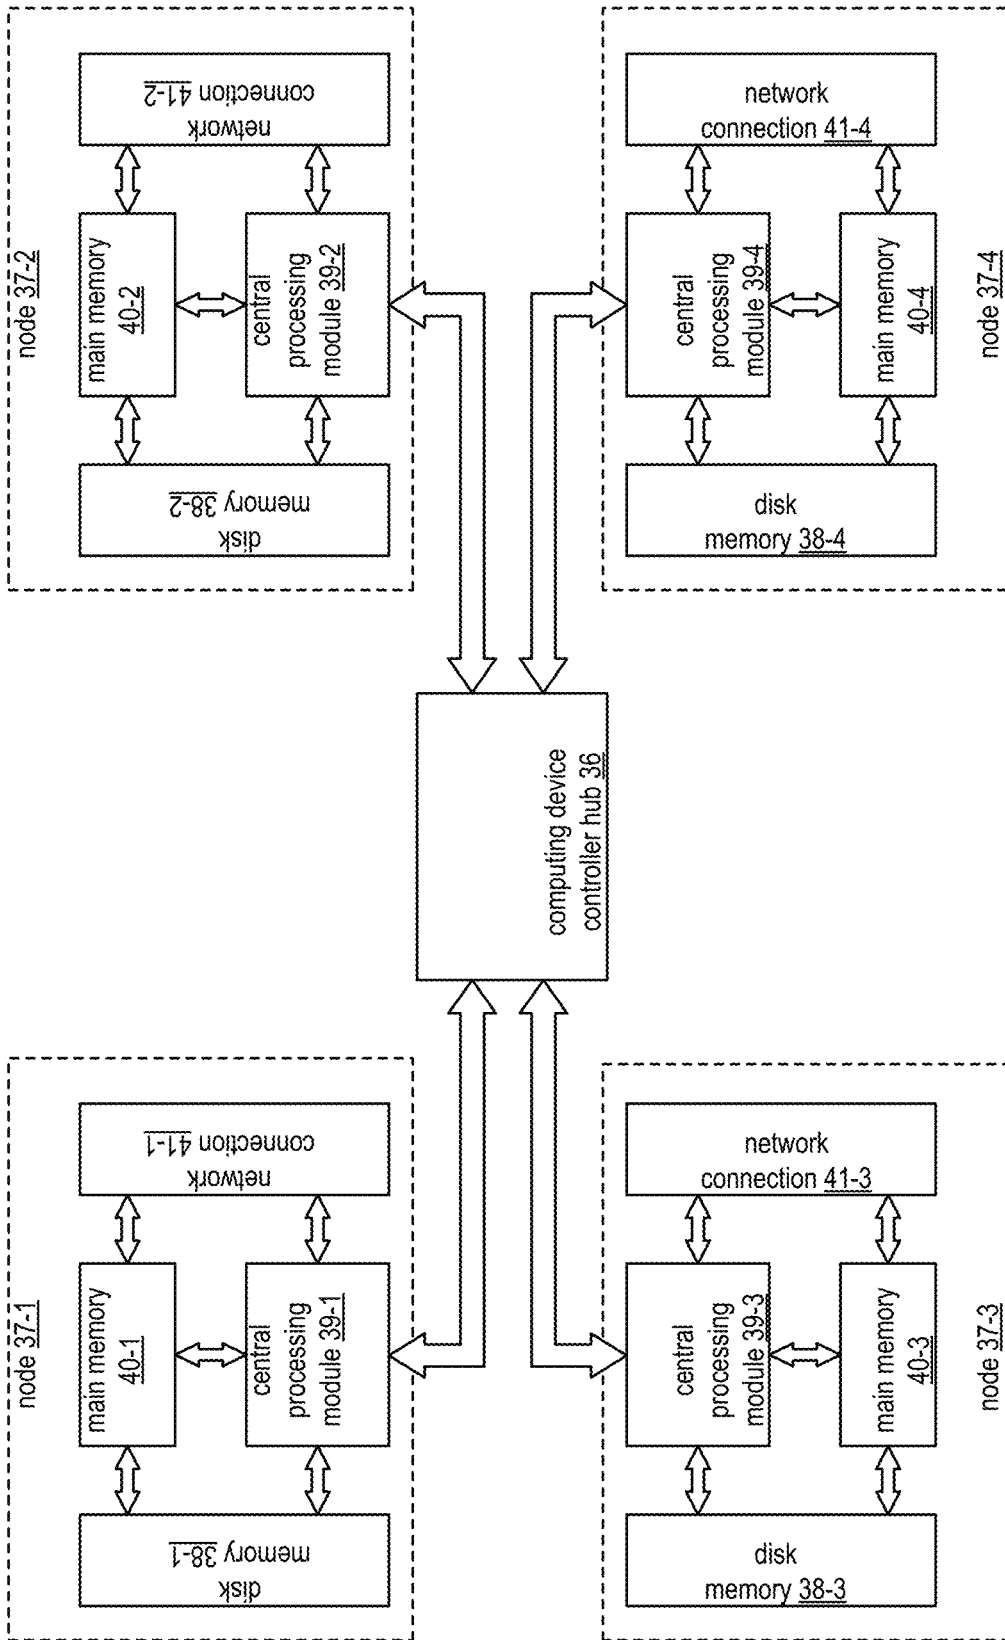 node 37-1
main memory
40-1
central
processing
module 39-1
disk
memory 38-1
network
connection 41-1
node 37-2
main memory
40-2
central
processing
module 39-2
disk
memory 38-2
network
connection 41-2
computing device
controller hub 36
disk
memory 38-3
central
processing
module 39-3
main memory
40-3
network
connection 41-3
node 37-3
disk
memory 38-4
central
processing
module 39-4
main memory
40-4
network
connection 41-4
node 37-4